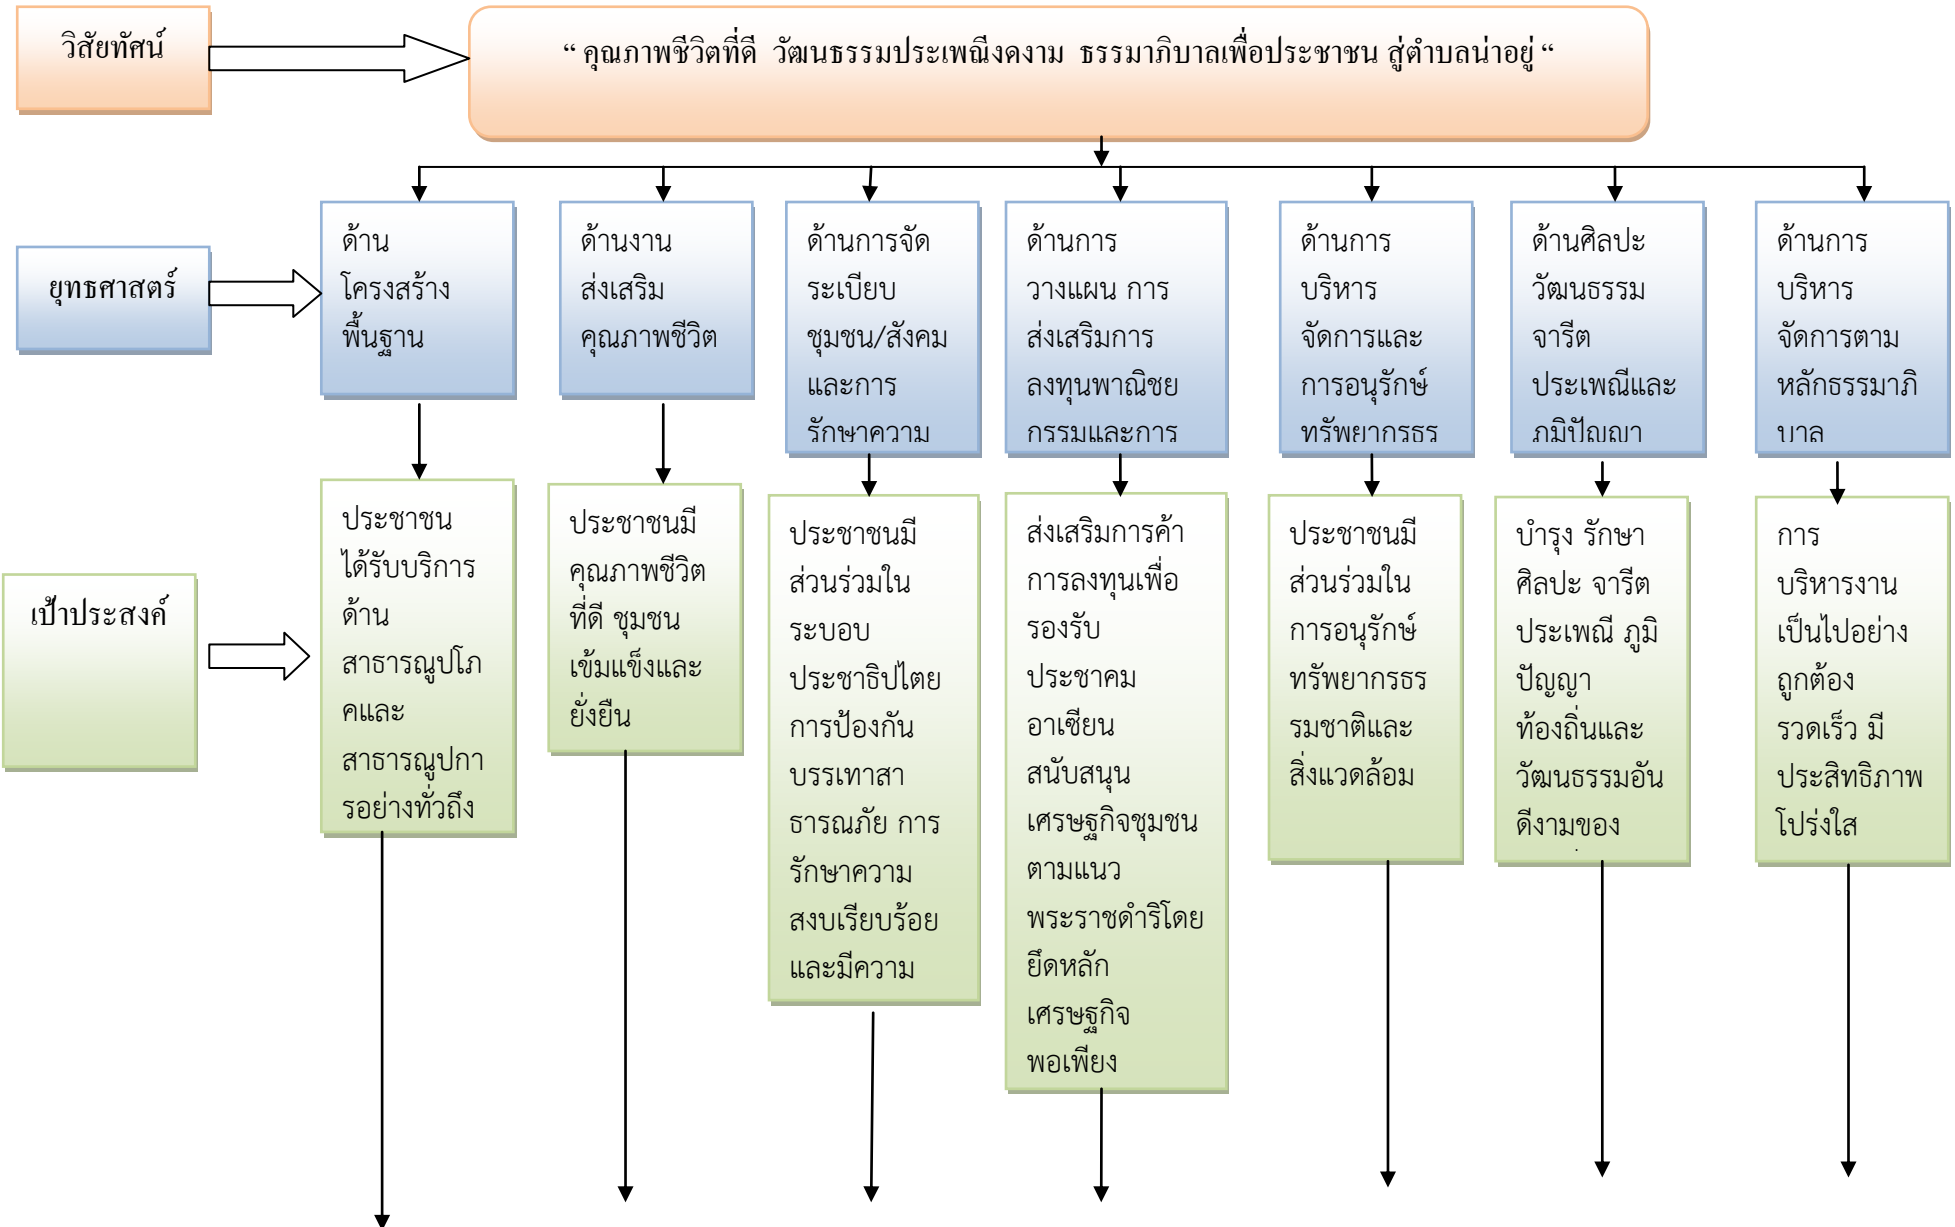 วิสัยทัศน์
“ คุณภาพชีวิตที่ดี วัฒนธรรมประเพณีงดงาม ธรรมาภิบาลเพื่อประชาชน สู่ตำบลน่าอยู่ “
ยุทธศาสตร์
ด้าน
โครงสร้าง
พื้นฐาน
ด้านงาน
ส่งเสริม
คุณภาพชีวิต
ด้านการจัด
ระเบียบ
ชุมชน/สังคม
และการ
รักษาความ
ด้านการ
วางแผน การ
ส่งเสริมการ
ลงทุนพาณิชย
กรรมและการ
ด้านการ
บริหาร
จัดการและ
การอนุรักษ์
ทรัพยากรธร
ด้านศิลปะ
วัฒนธรรม
จารีต
ประเพณีและ
ภูมิปัญญา
ด้านการ
บริหาร
จัดการตาม
หลักธรรมาภิ
บาล
เป้าประสงค์
ประชาชน
ได้รับบริการ
ด้าน
สาธารณูปโภ
คและ
สาธารณูปกา
รอย่างทั่วถึง
ประชาชนมี
คุณภาพชีวิต
ที่ดี ชุมชน
เข้มแข็งและ
ยั่งยืน
ประชาชนมี
ส่วนร่วมใน
ระบอบ
ประชาธิปไตย
การป้องกัน
บรรเทาสา
ธารณภัย การ
รักษาความ
สงบเรียบร้อย
และมีความ
ส่งเสริมการค้า
การลงทุนเพื่อ
รองรับ
ประชาคม
อาเซียน
สนับสนุน
เศรษฐกิจชุมชน
ตามแนว
พระราชดำริโดย
ยึดหลัก
เศรษฐกิจ
พอเพียง
ประชาชนมี
ส่วนร่วมใน
การอนุรักษ์
ทรัพยากรธร
รมชาติและ
สิ่งแวดล้อม
บำรุง รักษา
ศิลปะ จารีต
ประเพณี ภูมิ
ปัญญา
ท้องถิ่นและ
วัฒนธรรมอัน
ดีงามของ
การ
บริหารงาน
เป็นไปอย่าง
ถูกต้อง
รวดเร็ว มี
ประสิทธิภาพ
โปร่งใส